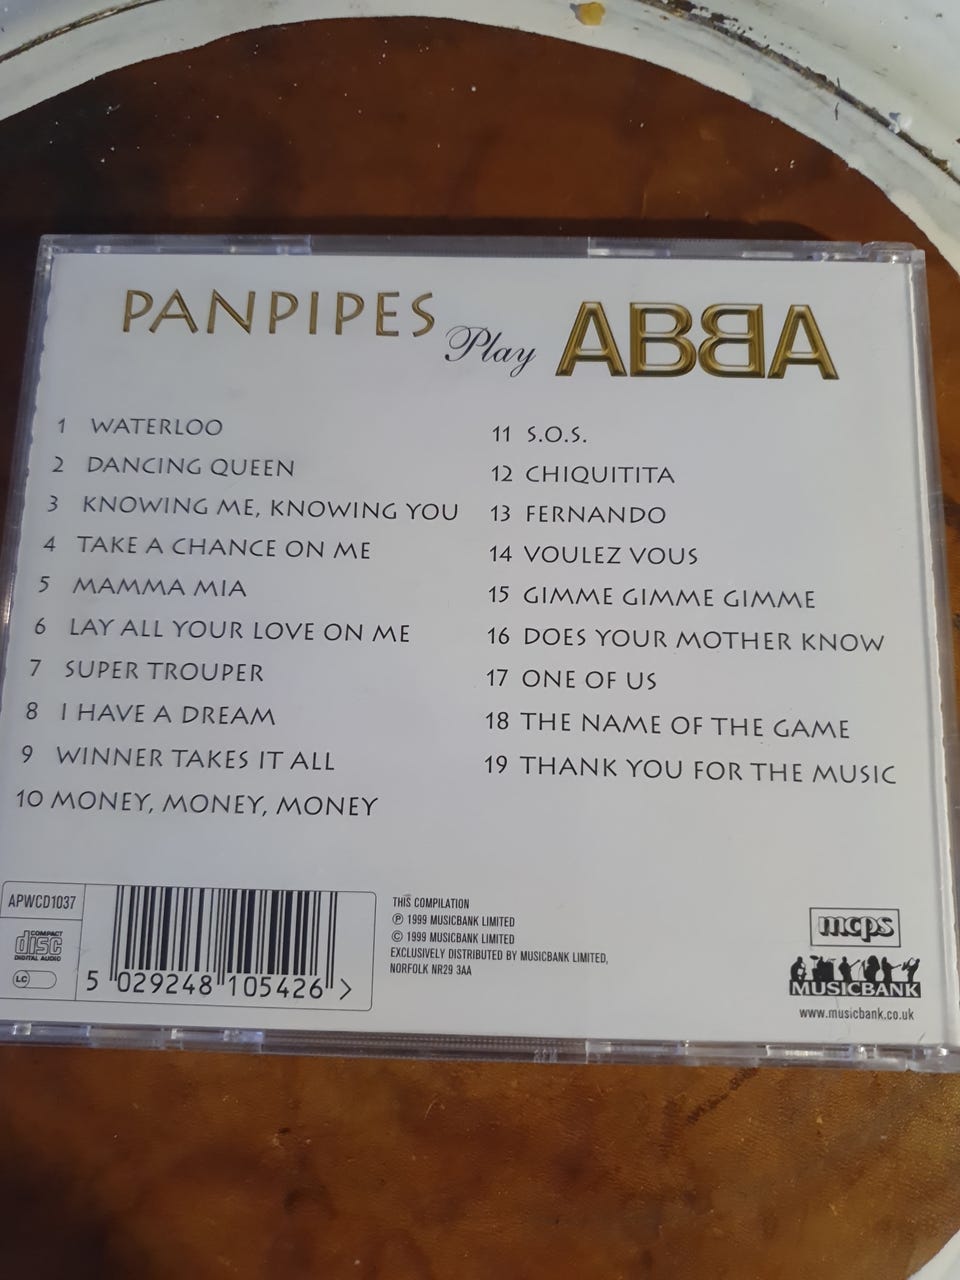 PANPIPES Play ABBA
1 WATERLOO
2 DANCING QUEEN
3 KNOWING ME, KNOWING YOU
4 TAKE A CHANCE ON ME
5 MAMMA MIA
6 LAY ALL YOUR LOVE ON ME
7 SUPER TROUPER
8 I HAVE A DREAM
9 WINNER TAKES IT ALL
10 MONEY, MONEY, MONEY
11 S.O.S.
12 CHIQUITITA
13 FERNANDO
14 VOULEZ VOUS
15 GIMME GIMME GIMME
16 DOES YOUR MOTHER KNOW
17 ONE OF US
18 THE NAME OF THE GAME
19 THANK YOU FOR THE MUSIC
APWCD1037
COMPACT
disc
DIGITAL AUDIO
LC
5 029248 105426 >
THIS COMPILATION
℗ 1999 MUSICBANK LIMITED
© 1999 MUSICBANK LIMITED
EXCLUSIVELY DISTRIBUTED BY MUSICBANK LIMITED,
NORFOLK NR29 3AA
mcps
MUSICBANK
www.musicbank.co.uk